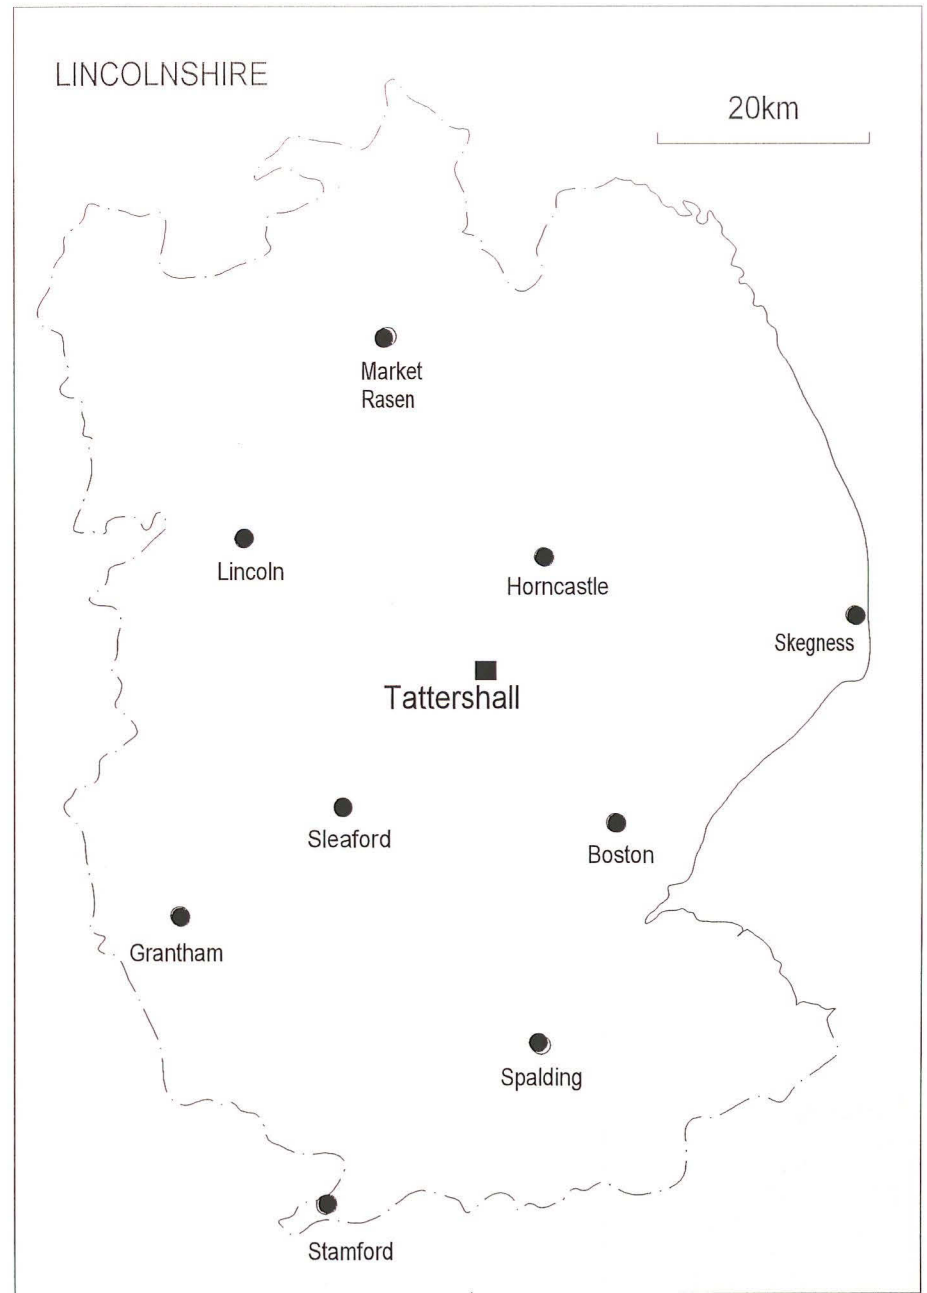 LINCOLNSHIRE
20km
Market
Rasen
Lincoln
Horncastle
Skegness
Tattershall
Sleaford
Boston
Grantham
Spalding
Stamford